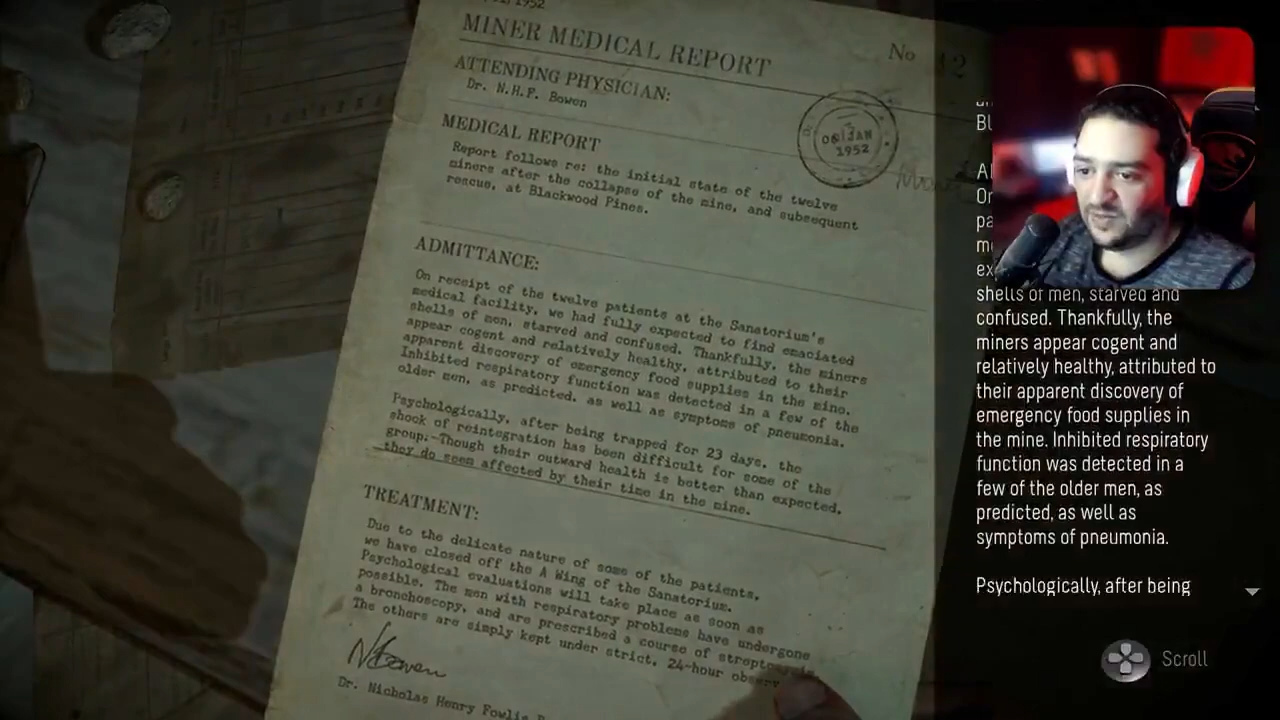 1952
MINER MEDICAL REPORT
No 12
ATTENDING PHYSICIAN:
Dr. N.H.F. Bowen
06 JAN
1952
MEDICAL REPORT
Report follows re: the initial state of the twelve
miners after the collapse of the mine, and subsequent
rescue, at Blackwood Pines.
ADMITTANCE:
On receipt of the twelve patients at the Sanatorium's
medical facility, we had fully expected to find emaciated
shells of men, starved and confused. Thankfully, the miners
appear cogent and relatively healthy, attributed to their
apparent discovery of emergency food supplies in the mine.
Inhibited respiratory function was detected in a few of the
older men, as predicted, as well as symptoms of pneumonia.
Psychologically, after being trapped for 23 days, the
shock of reintegration has been difficult for some of the
group. Though their outward health is better than expected,
they do seem affected by their time in the mine.
TREATMENT:
Due to the delicate nature of some of the patients,
we have closed off the A Wing of the Sanatorium.
Psychological evaluations will take place as soon as
possible. The men with respiratory problems have undergone
a bronchoscopy, and are prescribed a course of
The others are simply kept under strict, 24-hour
NBowen
Dr. Nicholas Henry Fowlis
shells of men, starved and
confused. Thankfully, the
miners appear cogent and
relatively healthy, attributed to
their apparent discovery of
emergency food supplies in
the mine. Inhibited respiratory
function was detected in a
few of the older men, as
predicted, as well as
symptoms of pneumonia.
Psychologically, after being
Scroll